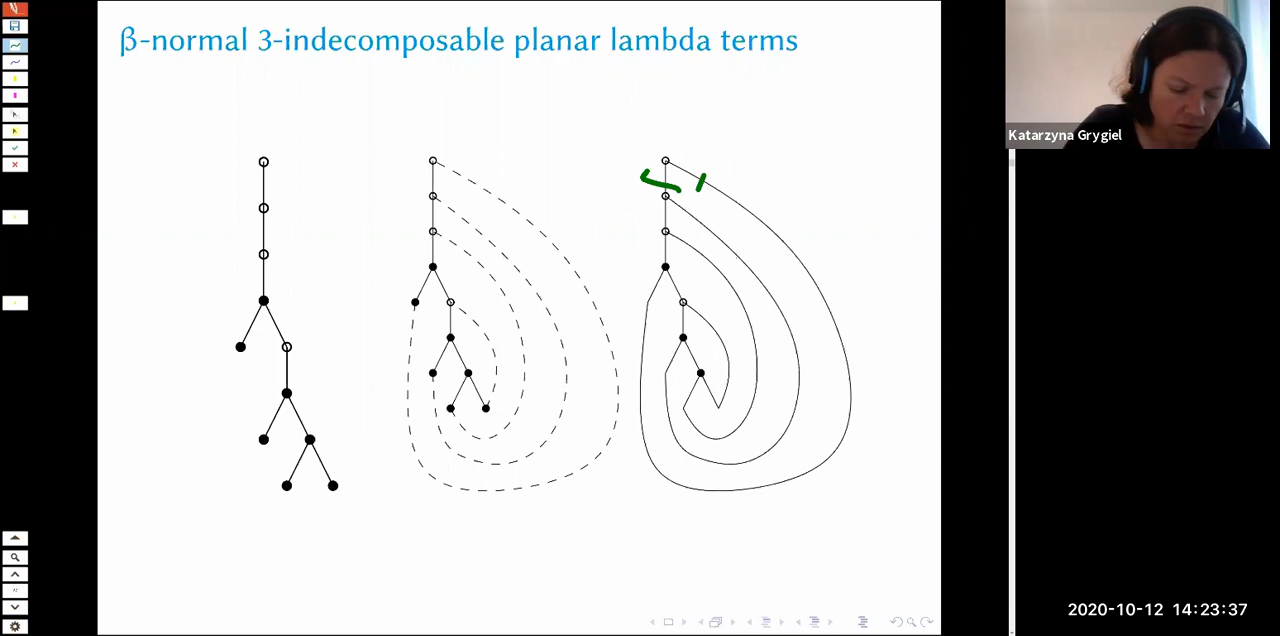 β-normal 3-indecomposable planar lambda terms
Katarzyna Grygiel
2020-10-12 14:23:37